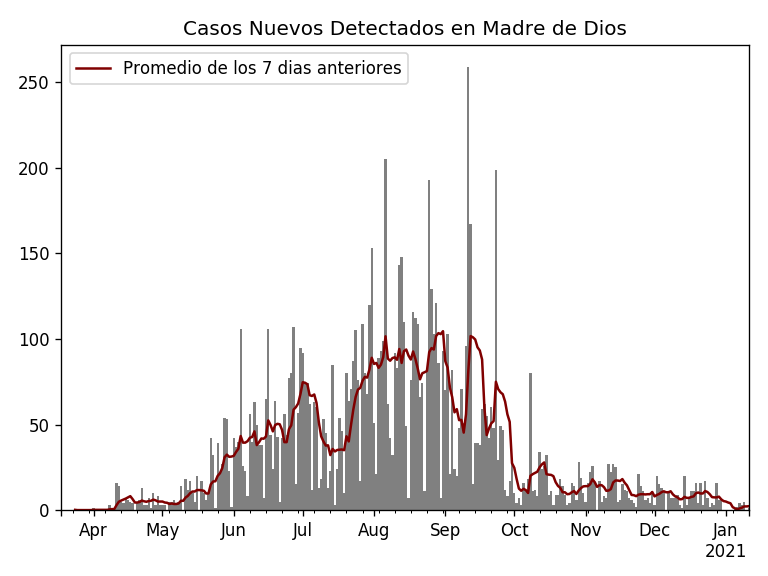 Casos Nuevos Detectados en Madre de Dios
Promedio de los 7 dias anteriores
250
200
150
100
50
0
Apr May Jun Jul Aug Sep Oct Nov Dec Jan
2021